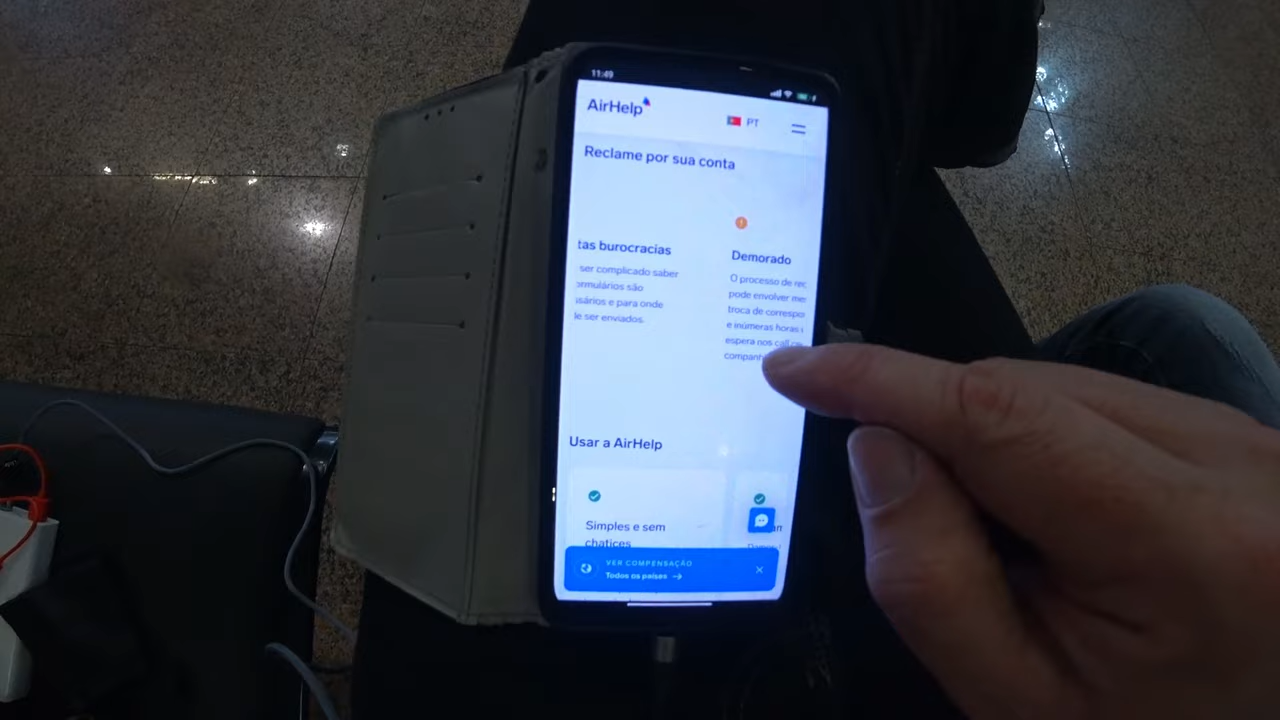 11:49
AirHelp
PT
Reclame por sua conta
tas burocracias
ser complicado saber
ormulários são
sários e para onde
le ser enviados.
Demorado
O processo de rec
pode envolver me
troca de correspo
e inúmeras horas
espera nos call ce
companhi
Usar a AirHelp
Simples e sem
chatices
VER COMPENSAÇÃO
Todos os países →